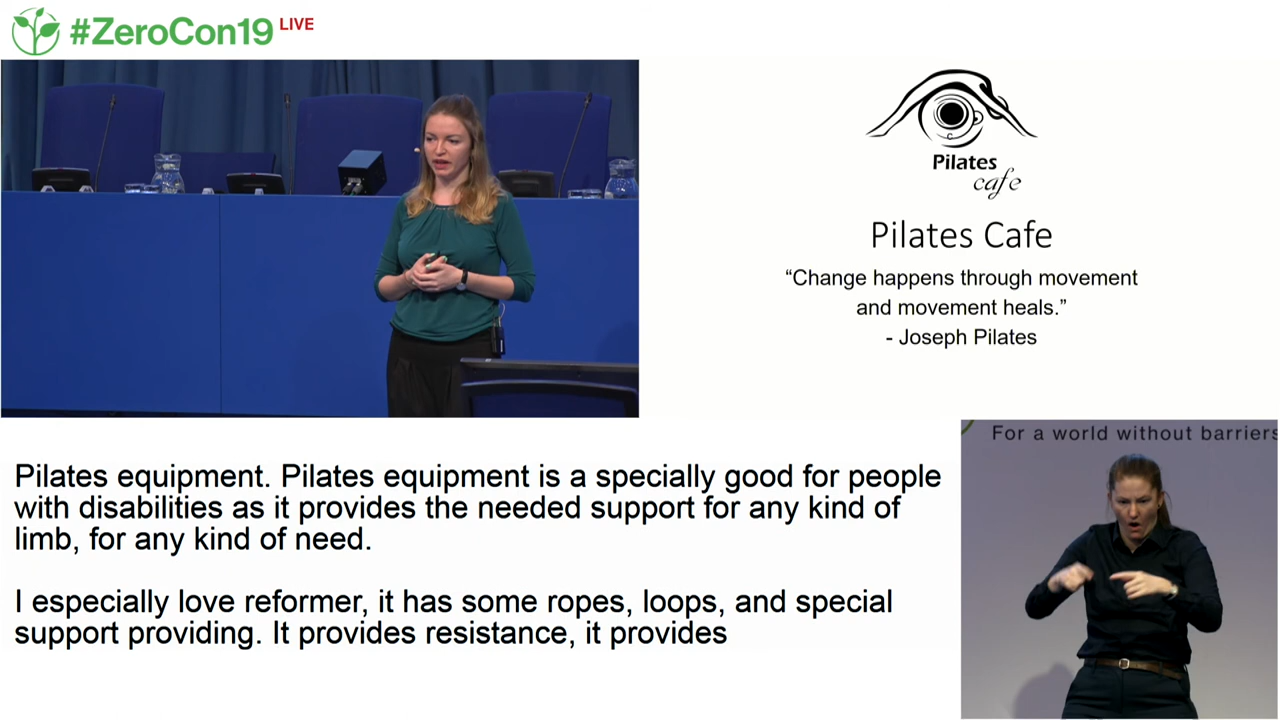 #ZeroCon19 LIVE
Pilates
cafe
Pilates Cafe
“Change happens through movement
and movement heals.”
- Joseph Pilates
For a world without barriers
Pilates equipment. Pilates equipment is a specially good for people
with disabilities as it provides the needed support for any kind of
limb, for any kind of need.
I especially love reformer, it has some ropes, loops, and special
support providing. It provides resistance, it provides